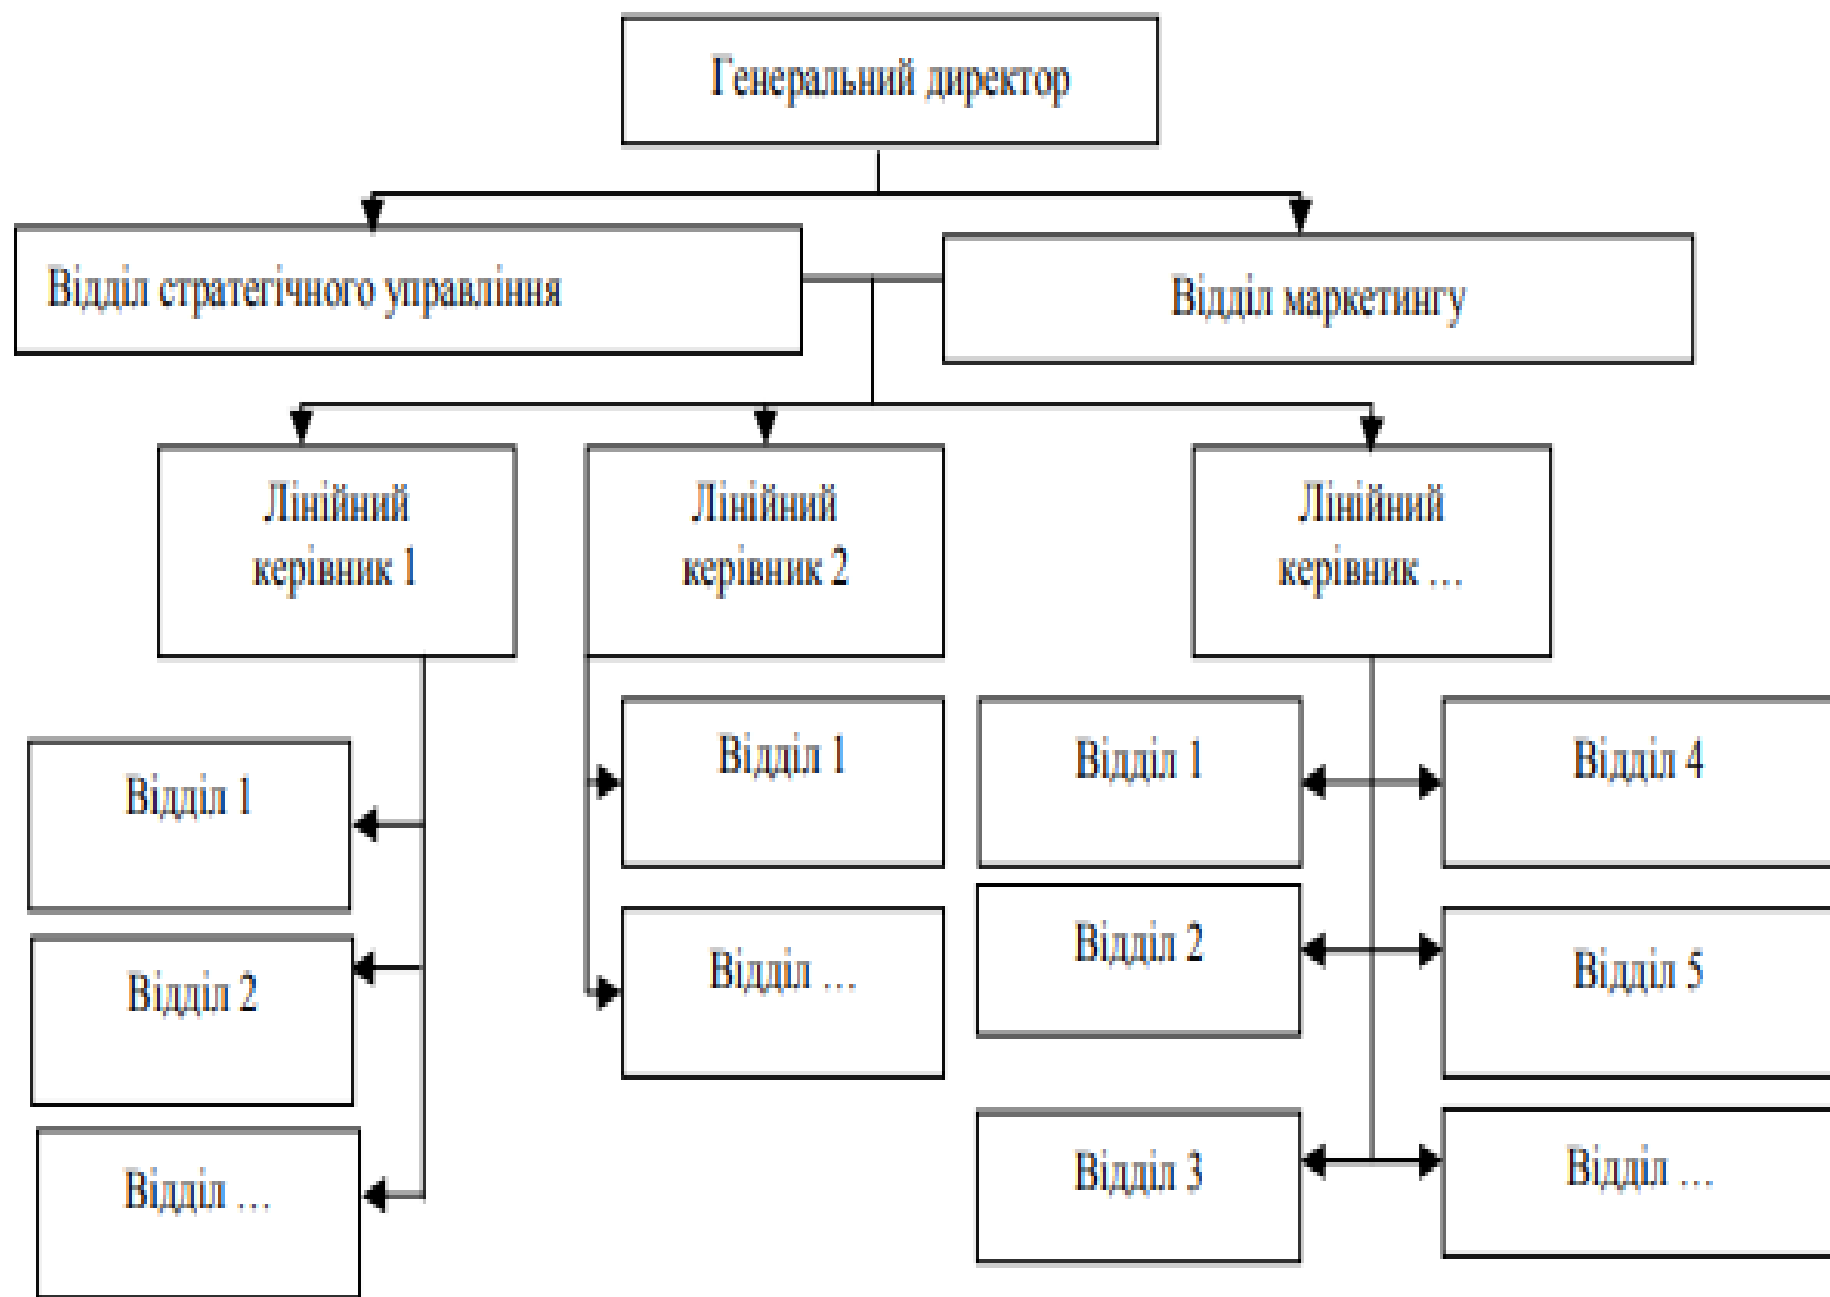 Генеральний директор
Відділ стратегічного управління
Відділ маркетингу
Лінійний
керівник 1
Лінійний
керівник 2
Лінійний
керівник ...
Відділ 1
Відділ 2
Відділ ...
Відділ 1
Відділ ...
Відділ 1
Відділ 2
Відділ 3
Відділ 4
Відділ 5
Відділ ...